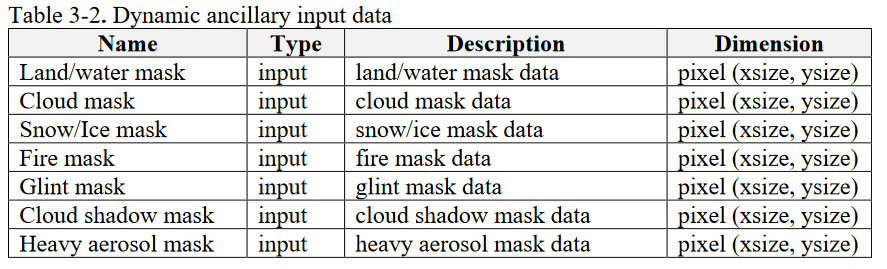 Table 3-2. Dynamic ancillary input data
Name Type Description Dimension
Land/water mask input land/water mask data pixel (xsize, ysize)
Cloud mask input cloud mask data pixel (xsize, ysize)
Snow/Ice mask input snow/ice mask data pixel (xsize, ysize)
Fire mask input fire mask data pixel (xsize, ysize)
Glint mask input glint mask data pixel (xsize, ysize)
Cloud shadow mask input cloud shadow mask data pixel (xsize, ysize)
Heavy aerosol mask input heavy aerosol mask data pixel (xsize, ysize)